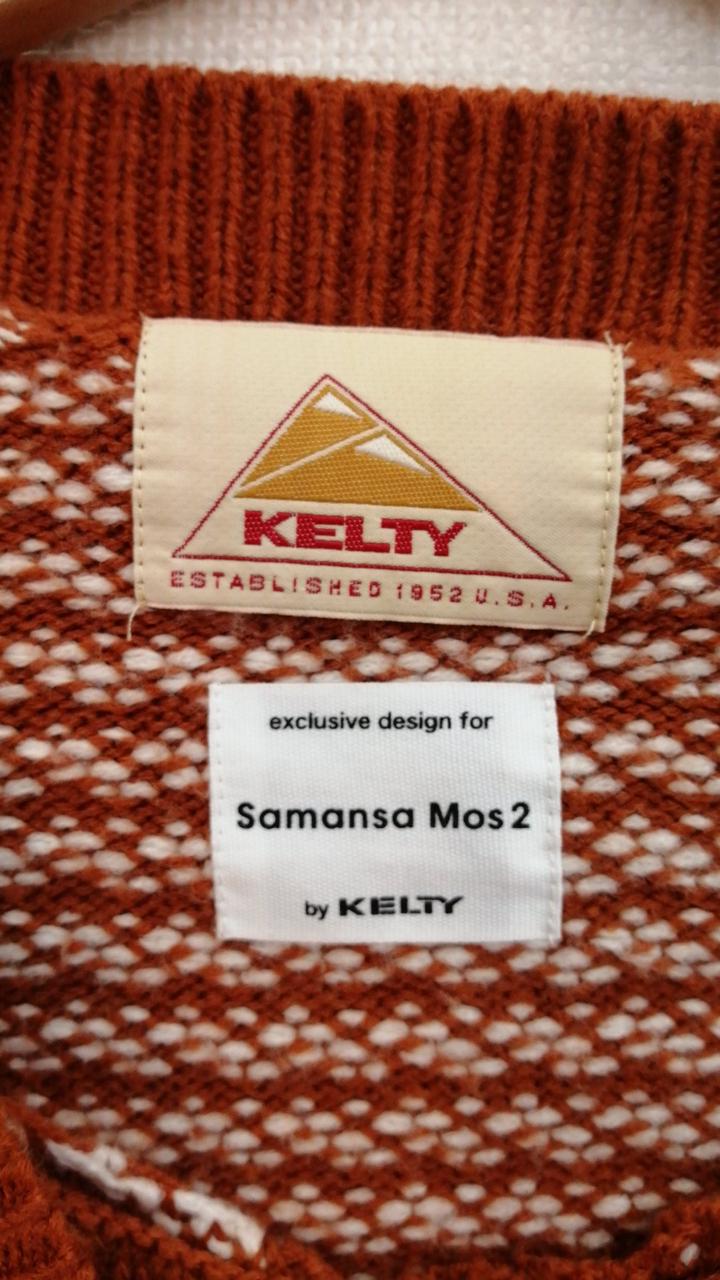 KELTY
ESTABLISHED 1952 U.S.A.
exclusive design for
Samansa Mos2
by KELTY